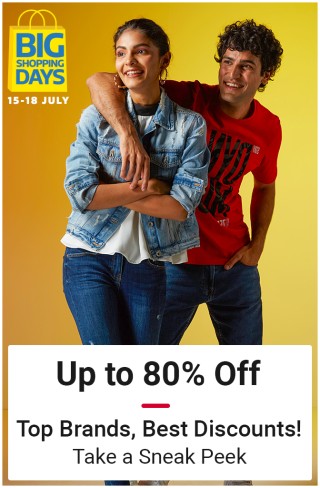 BIG
SHOPPING
DAYS
15-18 JULY
Up to 80% Off
Top Brands, Best Discounts!
Take a Sneak Peek